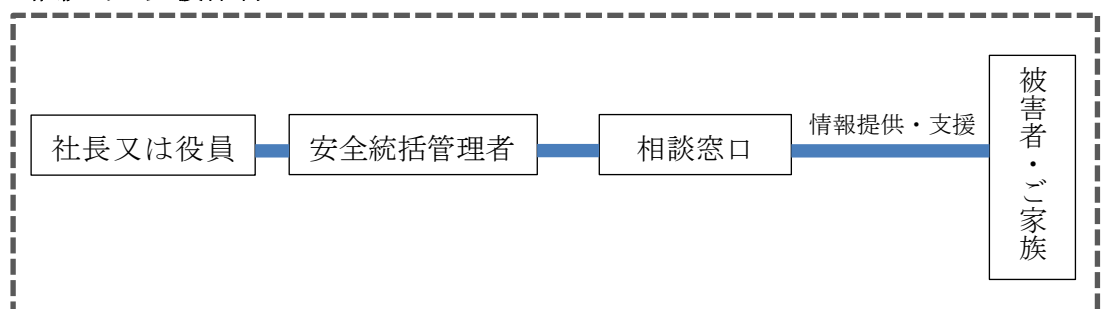 社長又は役員
安全統括管理者
相談窓口
情報提供・支援
被害者・ご家族